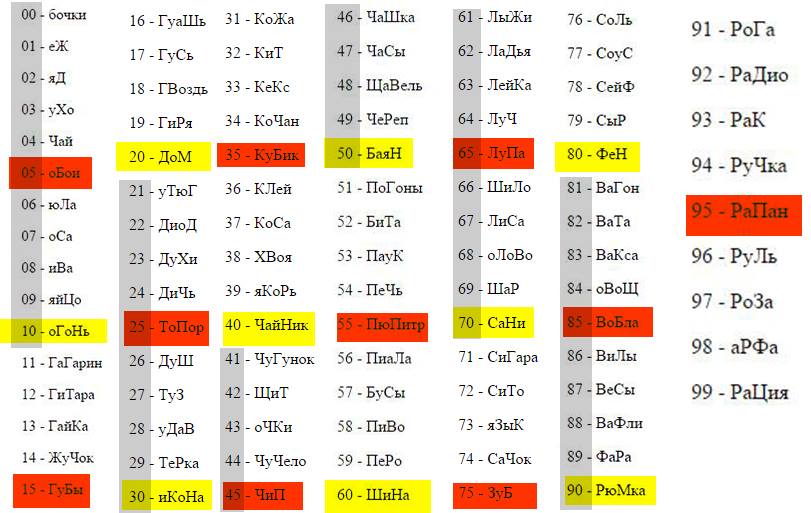 00 - бочки
01 - еЖ
02 - яД
03 - уХо
04 - Чай
05 - оБои
06 - юЛа
07 - оСа
08 - иВа
09 - яйЦо
10 - оГоНь
11 - ГаГарин
12 - ГиТара
13 - ГайКа
14 - ЖуЧок
15 - ГуБы
16 - ГуаШь
17 - ГуСь
18 - ГВоздь
19 - ГиРя
20 - ДоМ
21 - уТюГ
22 - ДиоД
23 - ДуХи
24 - ДиЧь
25 - ТоПор
26 - ДуШ
27 - ТуЗ
28 - уДаВ
29 - ТеРка
30 - иКоНа
31 - КоЖа
32 - КиТ
33 - КеКс
34 - КоЧан
35 - КуБик
36 - КЛей
37 - КоСа
38 - ХВоя
39 - яКоРь
40 - ЧайНик
41 - ЧуГунок
42 - ЩиТ
43 - оЧКи
44 - ЧуЧело
45 - ЧиП
46 - ЧаШка
47 - ЧаСы
48 - ЩаВель
49 - ЧеРеп
50 - БаяН
51 - ПоГоны
52 - БиТа
53 - ПауК
54 - ПеЧь
55 - ПюПитр
56 - ПиаЛа
57 - БуСы
58 - ПиВо
59 - ПеРо
60 - ШиНа
61 - ЛыЖи
62 - ЛаДья
63 - ЛейКа
64 - ЛуЧ
65 - ЛуПа
66 - ШиЛо
67 - ЛиСа
68 - оЛоВо
69 - ШаР
70 - СаНи
71 - СиГара
72 - СиТо
73 - яЗыК
74 - СаЧок
75 - ЗуБ
76 - СоЛь
77 - СоуС
78 - СейФ
79 - СыР
80 - ФеН
81 - ВаГон
82 - ВаТа
83 - ВаКса
84 - оВоЩ
85 - ВоБла
86 - ВиЛы
87 - ВеСы
88 - ВаФли
89 - ФаРа
90 - РюМка
91 - РоГа
92 - РаДио
93 - РаК
94 - РуЧка
95 - РаПан
96 - РуЛь
97 - РоЗа
98 - аРФа
99 - РаЦия